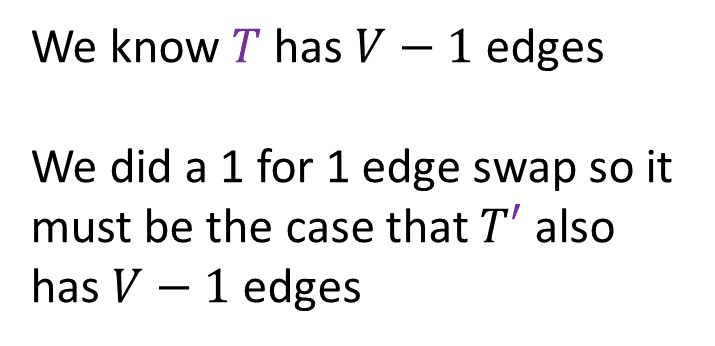 We know T has V − 1 edges
We did a 1 for 1 edge swap so it
must be the case that T′ also
has V − 1 edges